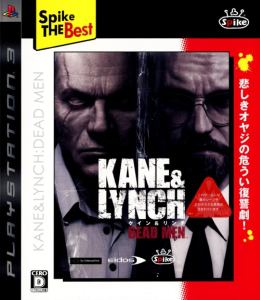 PLAYSTATION 3
KANE&LYNCH:DEAD MEN
Spike
THE Best
Spike
悲しきオヤジの危うい復讐劇!
KANE&
LYNCH
ケイン&リンチ
DEAD MEN
eidos
Spike
CERO
D